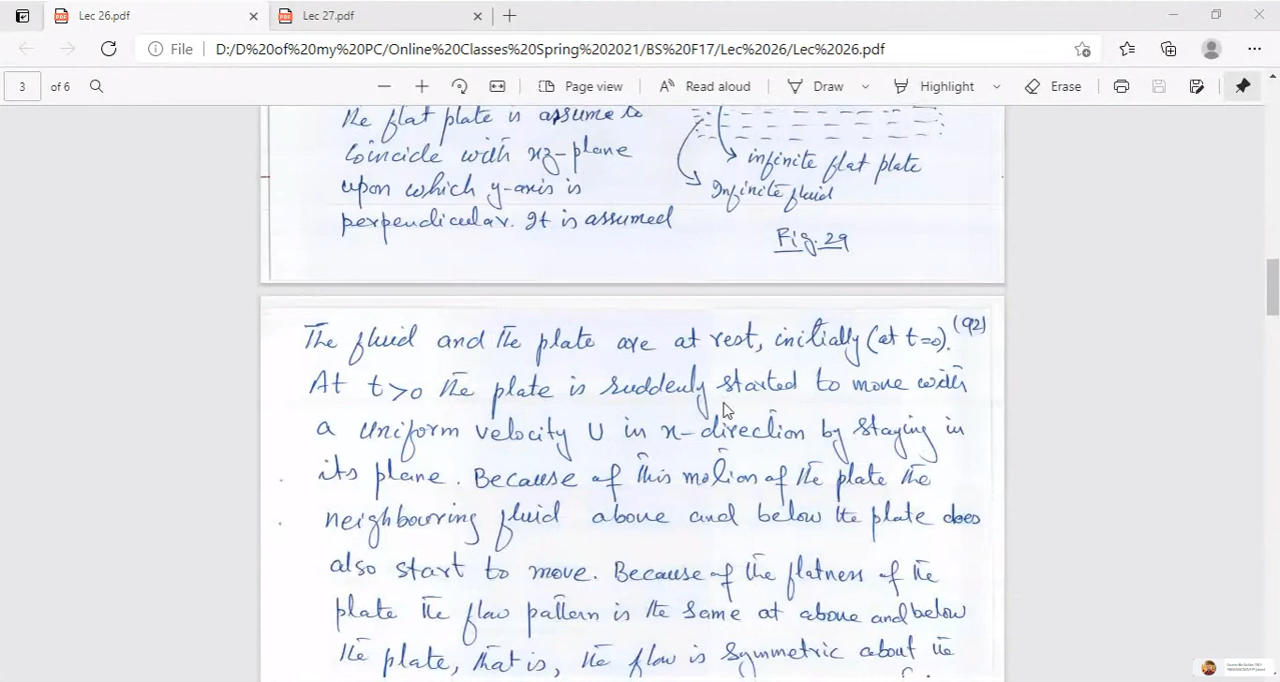 Lec 26.pdf
Lec 27.pdf
File D:/D%20of%20my%20PC/Online%20Classes%20Spring%202021/BS%20F17/Lec%2026/Lec%2026.pdf
3 of 6 Page view Read aloud Draw Highlight Erase
The flat plate is assume to
coincide with xz-plane
upon which y-axis is
perpendicular. It is assumed
infinite flat plate
Infinite fluid
Fig. 29
(92)
The fluid and the plate are at rest, initially (at t=0).
At t>0 the plate is suddenly started to move with
a uniform velocity U in x-direction by staying in
its plane. Because of this motion of the plate the
neighbouring fluid above and below the plate does
also start to move. Because of the flatness of the
plate the flow pattern is the same at above and below
the plate, that is, the flow is symmetric about the